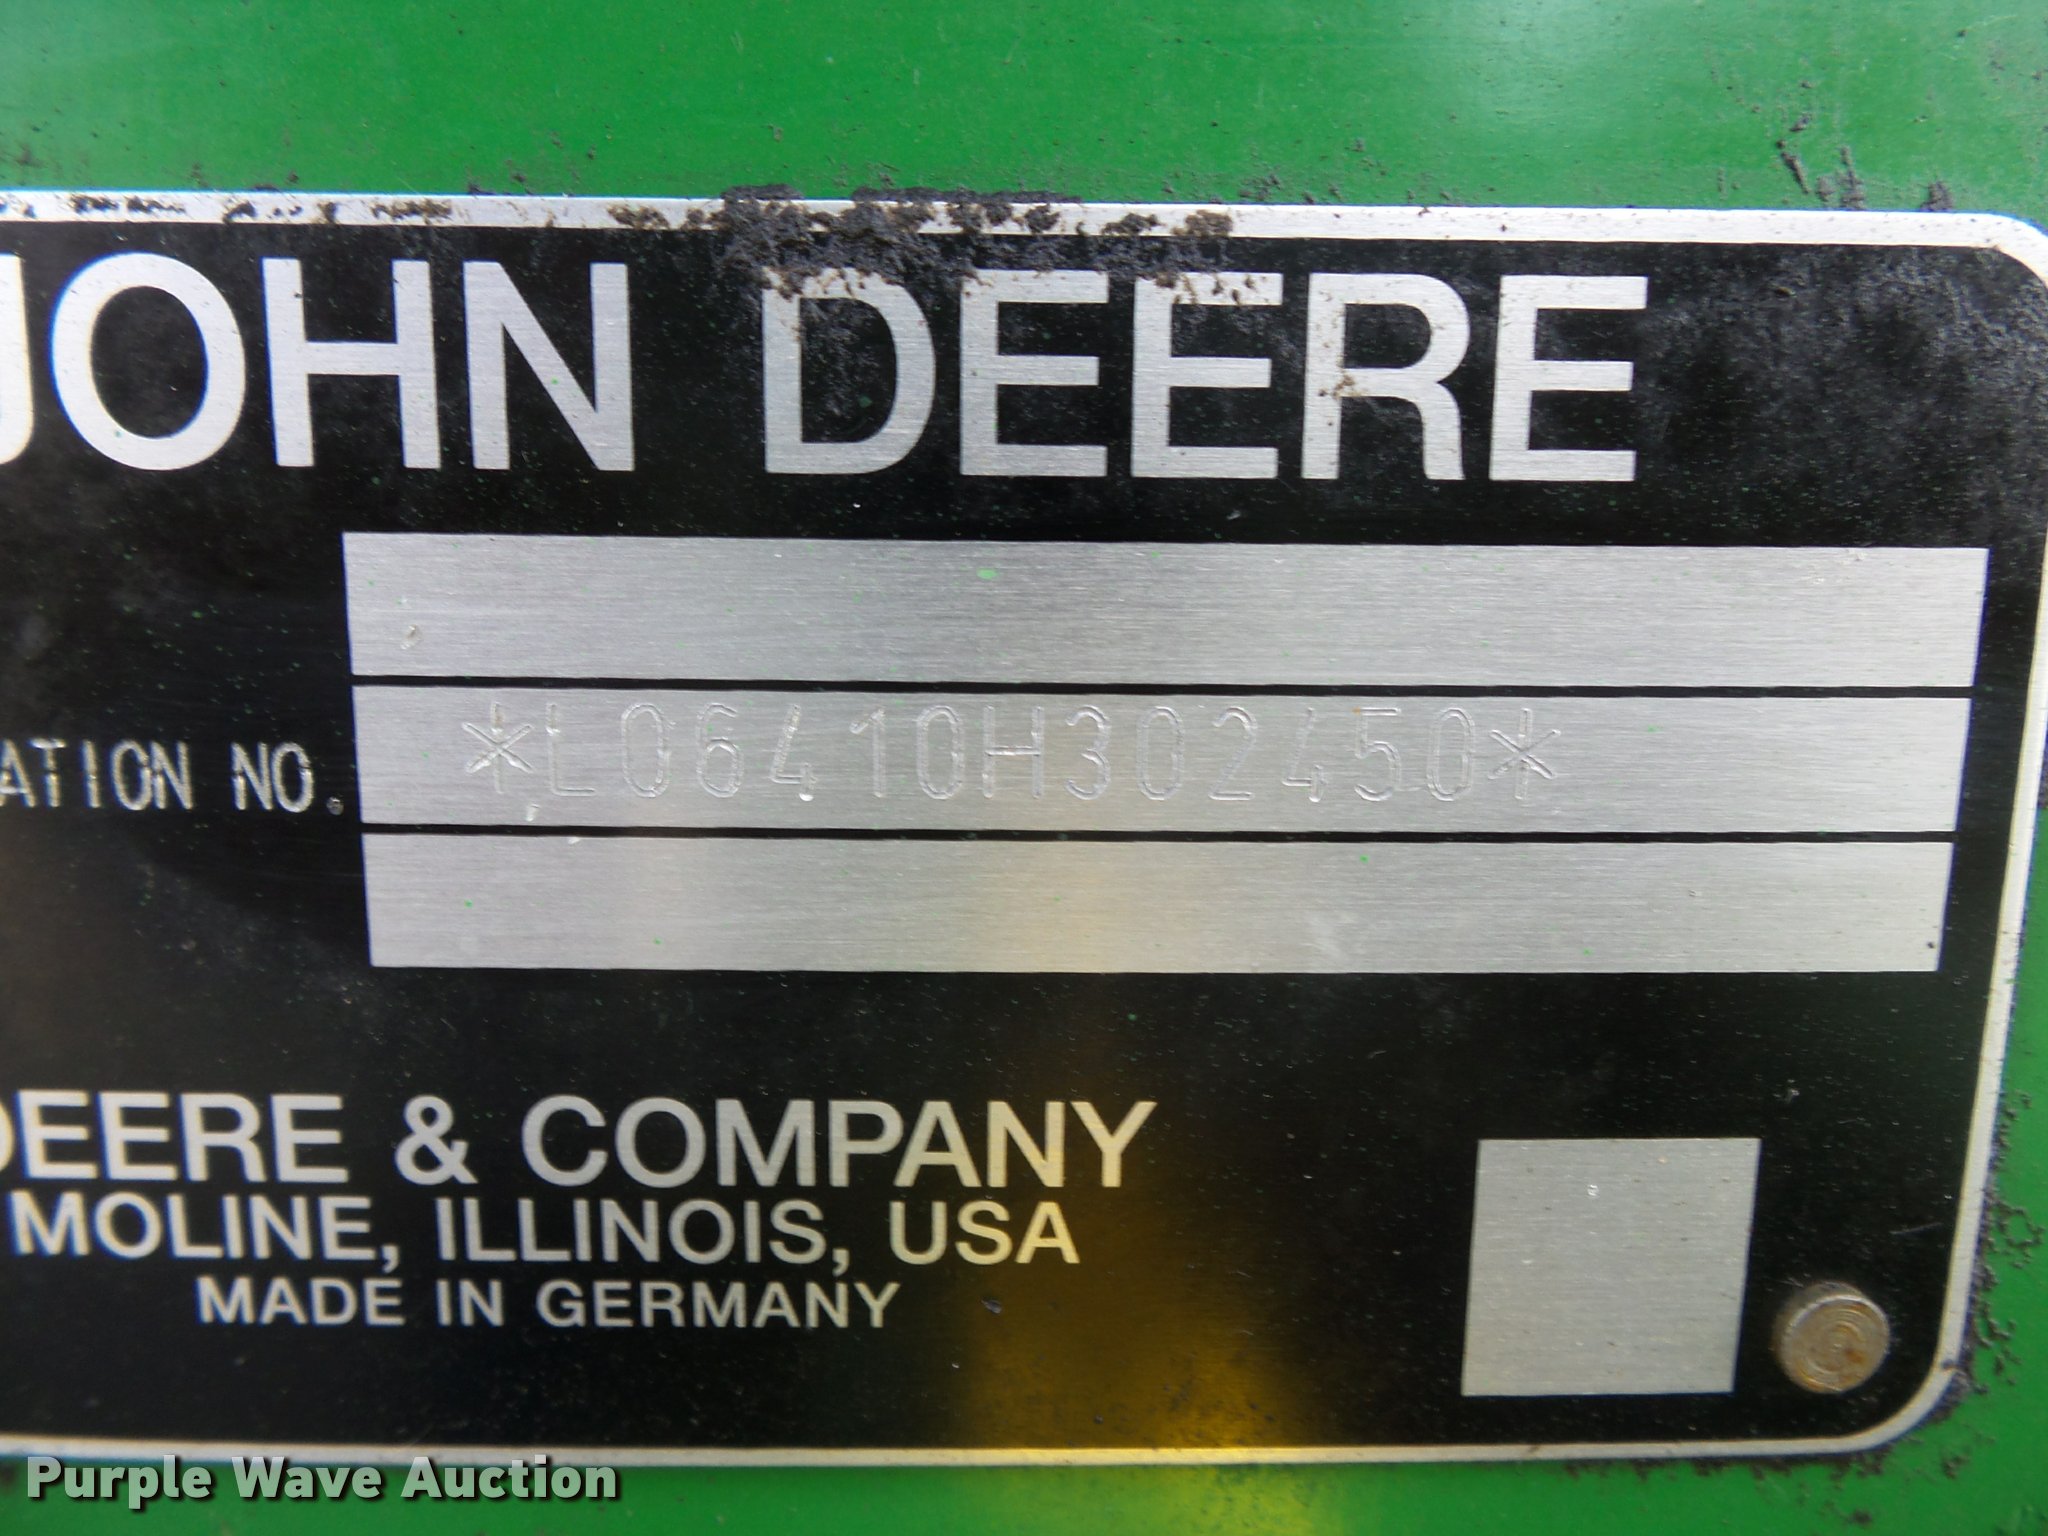 JOHN DEERE
ATION NO. *L06410H302450*
DEERE & COMPANY
MOLINE, ILLINOIS, USA
MADE IN GERMANY
Purple Wave Auction